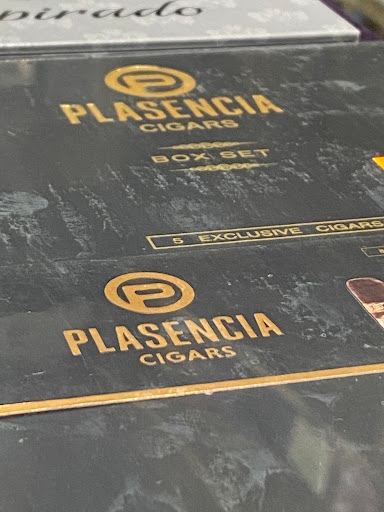 pirado
P
PLASENCIA
CIGARS
BOX SET
5 EXCLUSIVE CIGARS
P
PLASENCIA
CIGARS